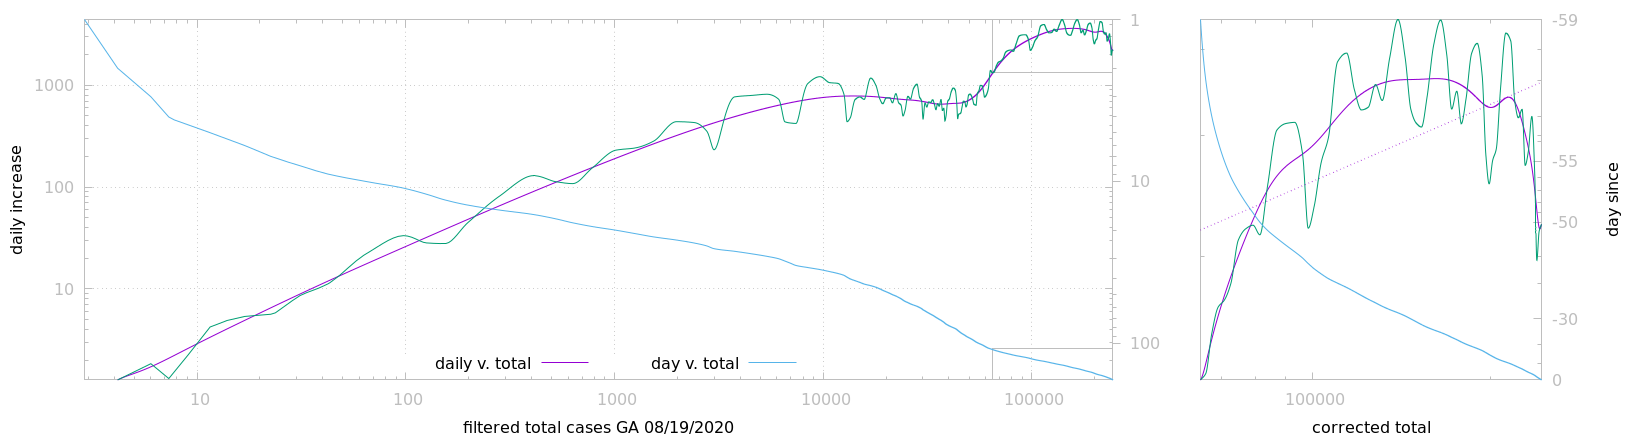 daily increase
1000
100
10
10
100
1000
10000
100000
filtered total cases GA 08/19/2020
daily v. total
day v. total
1
10
100
100000
corrected total
-59
-55
-50
-30
0
day since